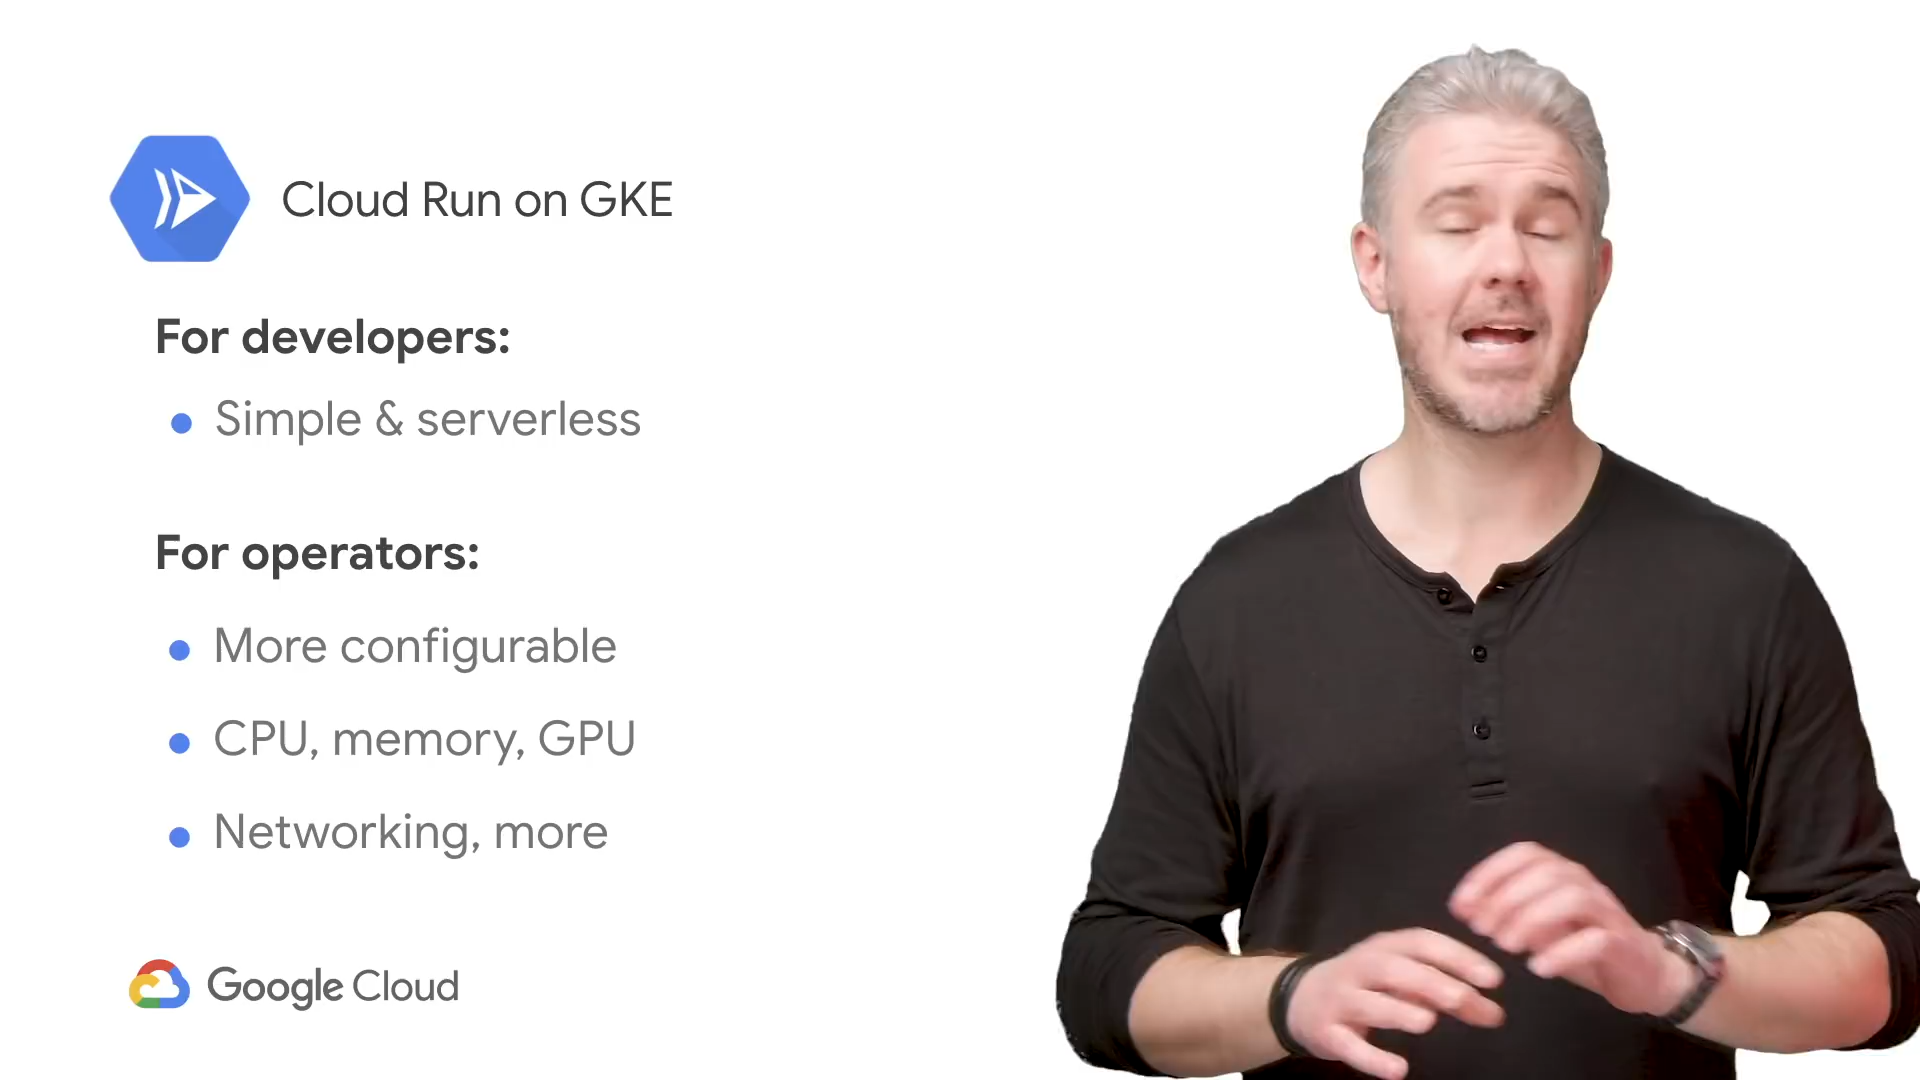 Cloud Run on GKE
For developers:
Simple & serverless
For operators:
More configurable
CPU, memory, GPU
Networking, more
Google Cloud